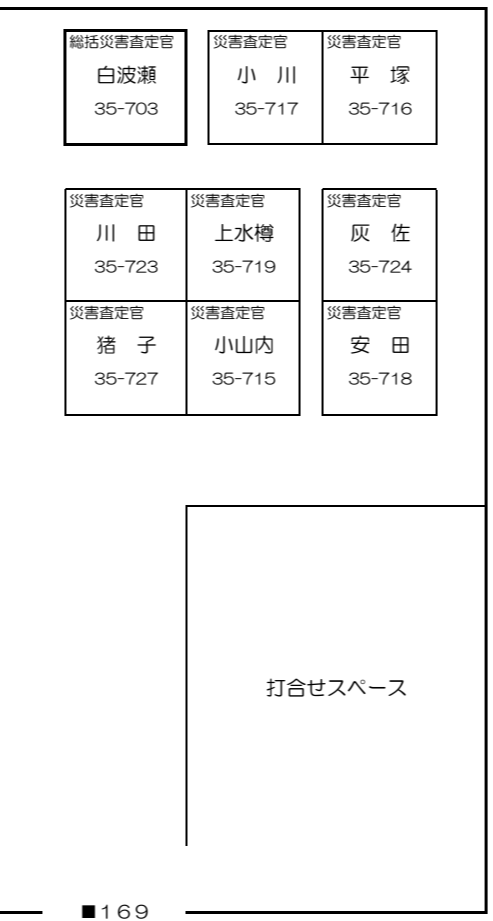 総括災害査定官
白波瀬
35-703
災害査定官
小　川
35-717
災害査定官
平　塚
35-716
災害査定官
川　田
35-723
災害査定官
上水樽
35-719
災害査定官
灰　佐
35-724
災害査定官
猪　子
35-727
災害査定官
小山内
35-715
災害査定官
安　田
35-718
打合せスペース
■169